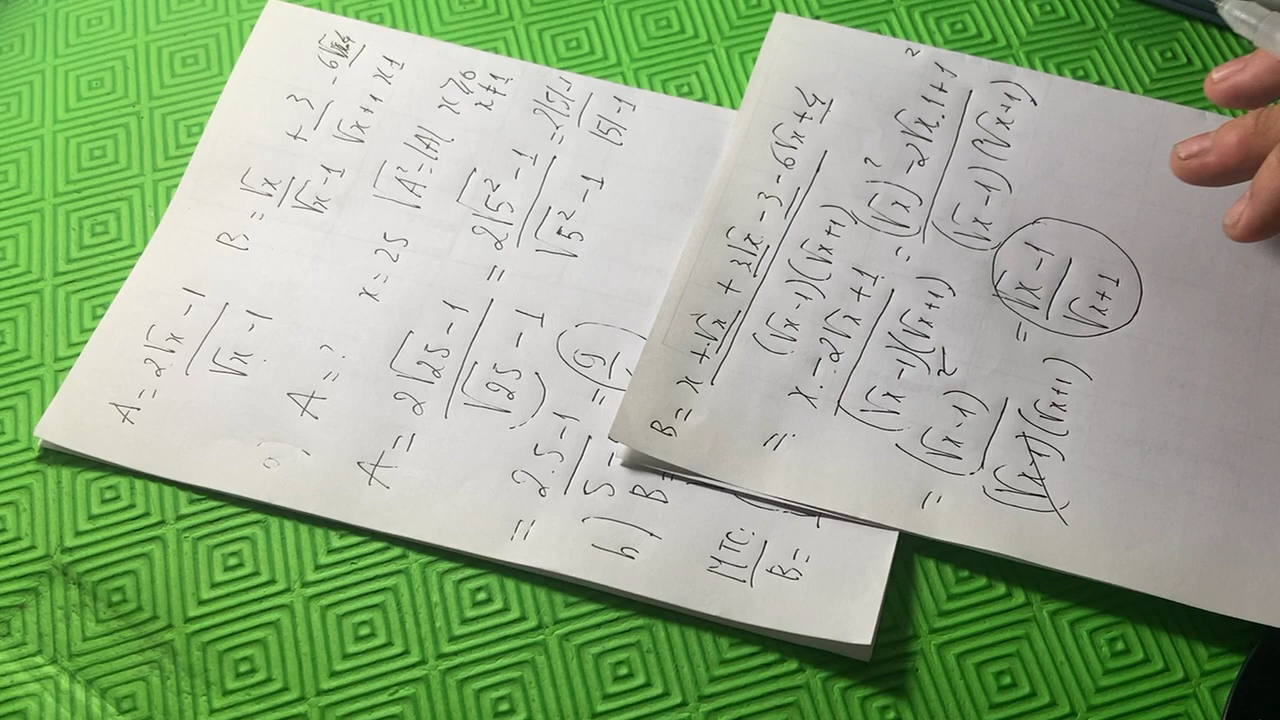 A = 2√x -1 / √x -1 B = √x / √x -1 + 3 / √x+1 - 6√x-4 / x-1
a) A = ? x = 25 √A² = |A| x ≥ 0 x ≠ 1
A = 2√25 -1 / √25 -1 = 2√5² -1 / √5² -1 = 2|5|-1 / |5|-1
= 2.5-1 / 5- = 9
b) B =
MTC:
B =
B = x + √x + 3√x - 3 - 6√x + 4 / (√x -1)(√x+1)
= x - 2√x + 1 / (√x -1)(√x+1) = (√x)² - 2√x.1+1² / (√x -1)(√x+1)
= (√x -1)² / (√x-1)(√x+1) = √x -1 / √x+1